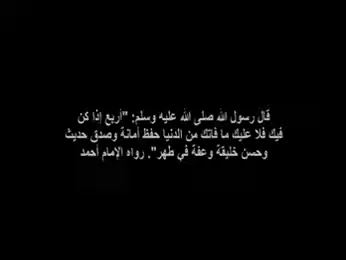 قال رسول الله صلى الله عليه وسلم: "أربع إذا كن
فيك فلا عليك ما فاتك من الدنيا حفظ أمانة وصدق حديث
وحسن خليقة وعفة في طهر". رواه الإمام أحمد